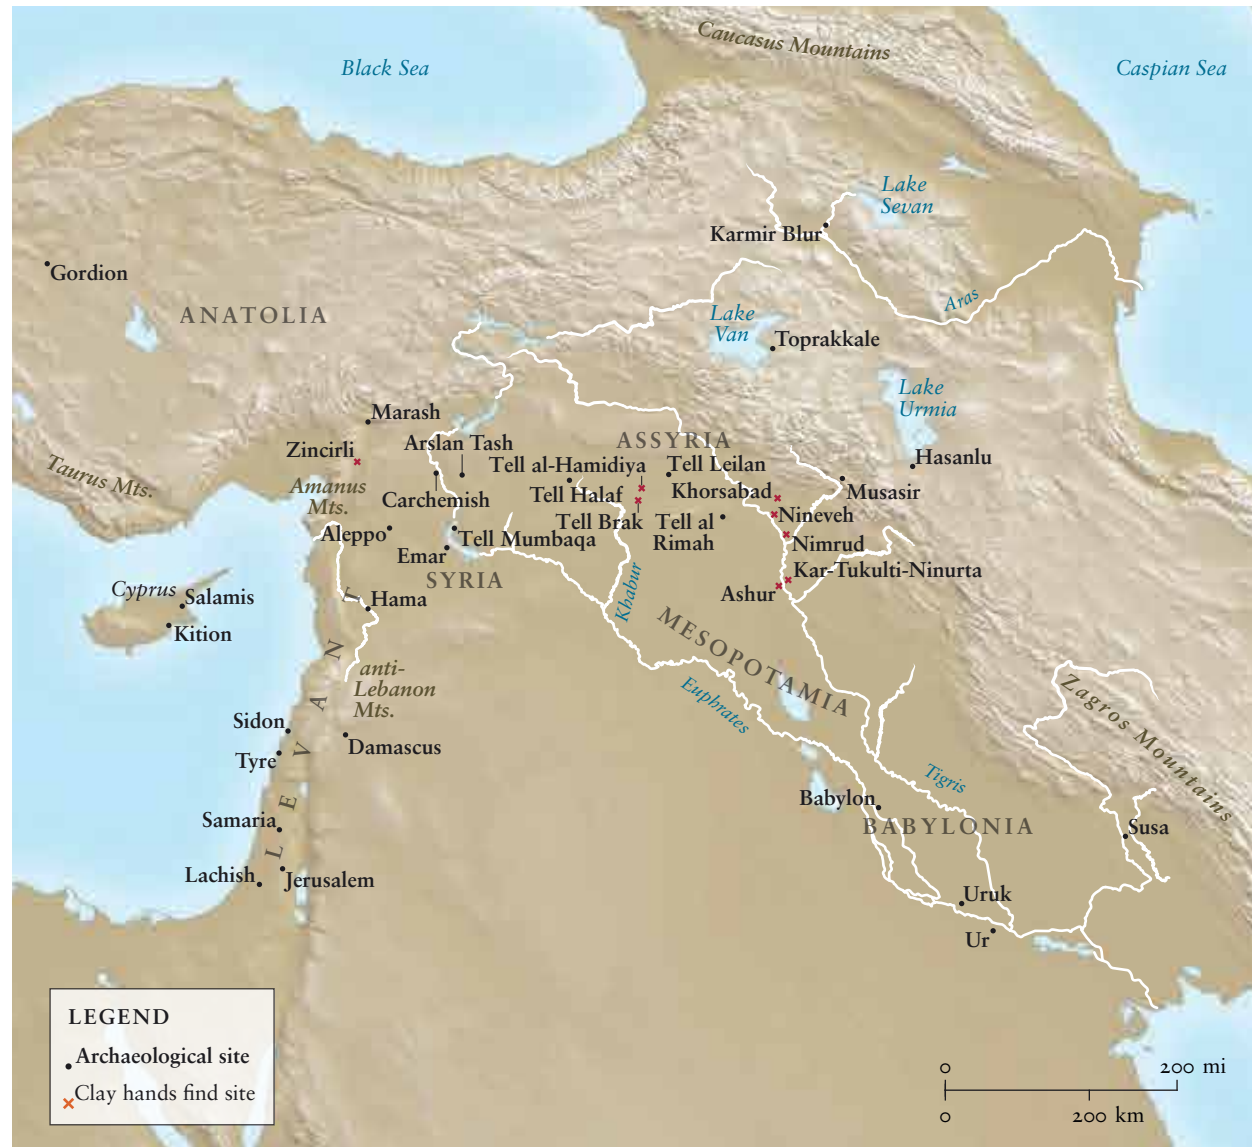 Black Sea
Caucasus Mountains
Caspian Sea
Lake
Sevan
Karmir Blur
Gordion
ANATOLIA
Aras
Lake
Van
Toprakkale
Lake
Urmia
Marash
Zincirli
Arslan Tash
ASSYRIA
Taurus Mts.
Amanus
Mts.
Carchemish
Tell al-Hamidiya
Tell Leilan
Hasanlu
Tell Halaf
Khorsabad
Musasir
Tell Brak
Tell al
Rimah
Nineveh
Aleppo
Emar
Tell Mumbaqa
Nimrud
SYRIA
Kar-Tukulti-Ninurta
Ashur
Cyprus
Salamis
Kition
Hama
Khabur
MESOPOTAMIA
LEVANT
anti-
Lebanon
Mts.
Euphrates
Zagros Mountains
Sidon
Tyre
Damascus
Tigris
Babylon
BABYLONIA
Susa
Samaria
Lachish
Jerusalem
Uruk
Ur
LEGEND
Archaeological site
Clay hands find site
0 200 mi
0 200 km